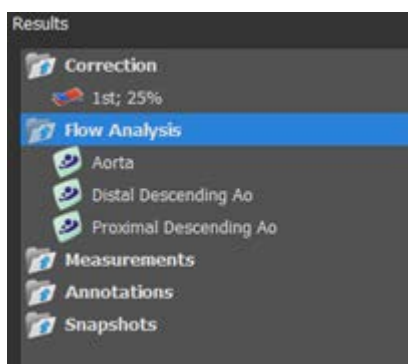 Results
Correction
1st; 25%
Flow Analysis
Aorta
Distal Descending Ao
Proximal Descending Ao
Measurements
Annotations
Snapshots